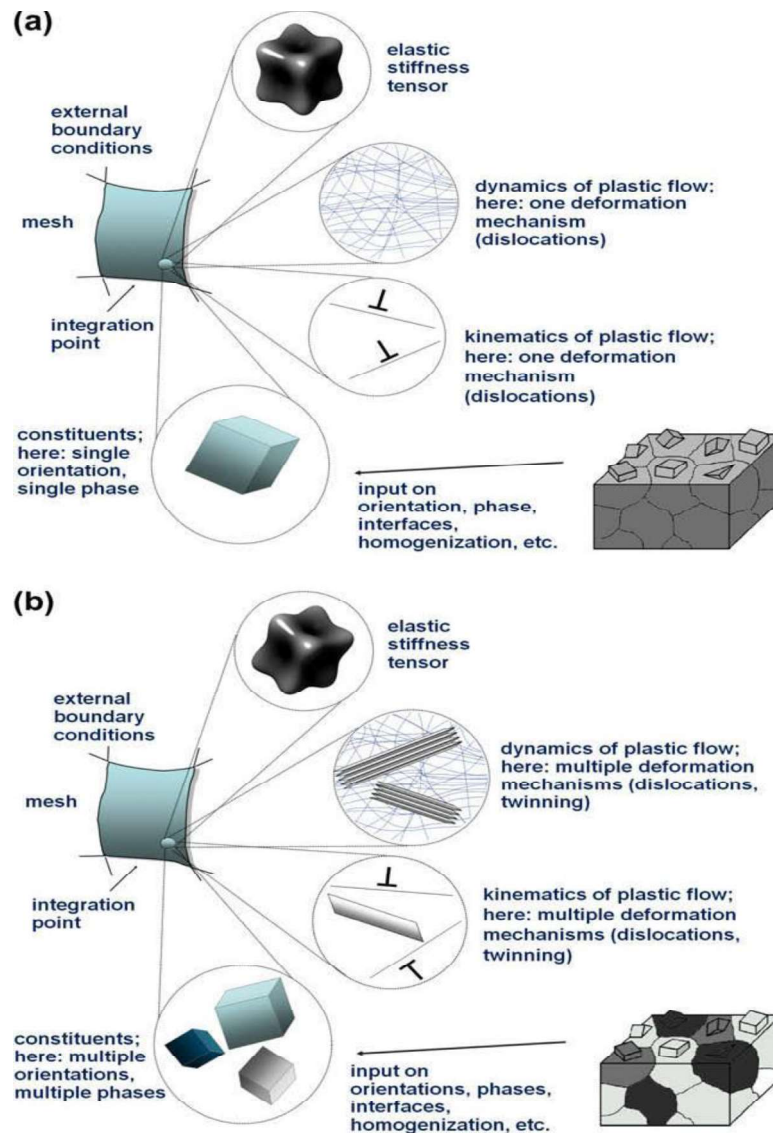 (a)
elastic
stiffness
tensor
external
boundary
conditions
dynamics of plastic flow:
here: one deformation
mechanism
(dislocations)
mesh
integration
point
kinematics of plastic flow;
here: one deformation
mechanism
(dislocations)
constituents;
here: single
orientation,
single phase
input on
orientation, phase,
interfaces,
homogenization, etc.
(b)
elastic
stiffness
tensor
external
boundary
conditions
dynamics of plastic flow;
here: multiple deformation
mechanisms (dislocations,
twinning)
mesh
integration
point
kinematics of plastic flow;
here: multiple deformation
mechanisms (dislocations,
twinning)
constituents;
here: multiple
orientations,
multiple phases
input on
orientations, phases,
interfaces,
homogenization, etc.